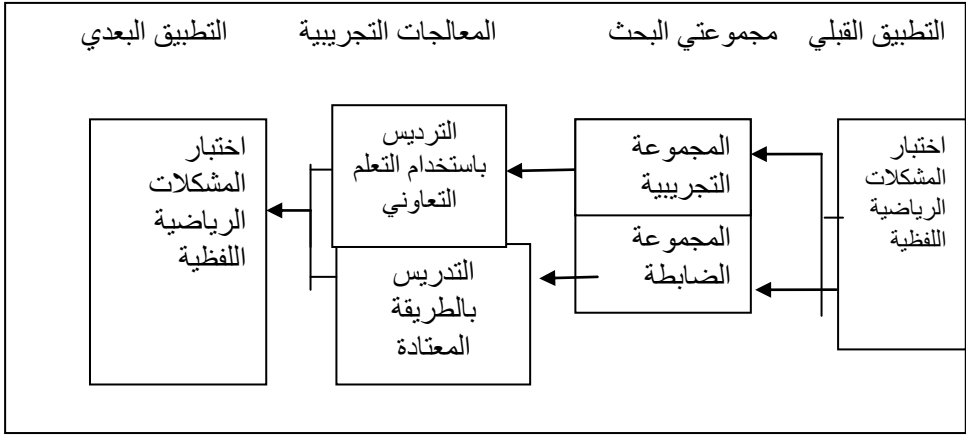 التطبيق القبلي مجموعتي البحث المعالجات التجريبية التطبيق البعدي
اختبار
المشكلات
الرياضية
اللفظية
المجموعة
التجريبية
المجموعة
الضابطة
الترديس
باستخدام التعلم
التعاوني
التدريس
بالطريقة
المعتادة
اختبار
المشكلات
الرياضية
اللفظية